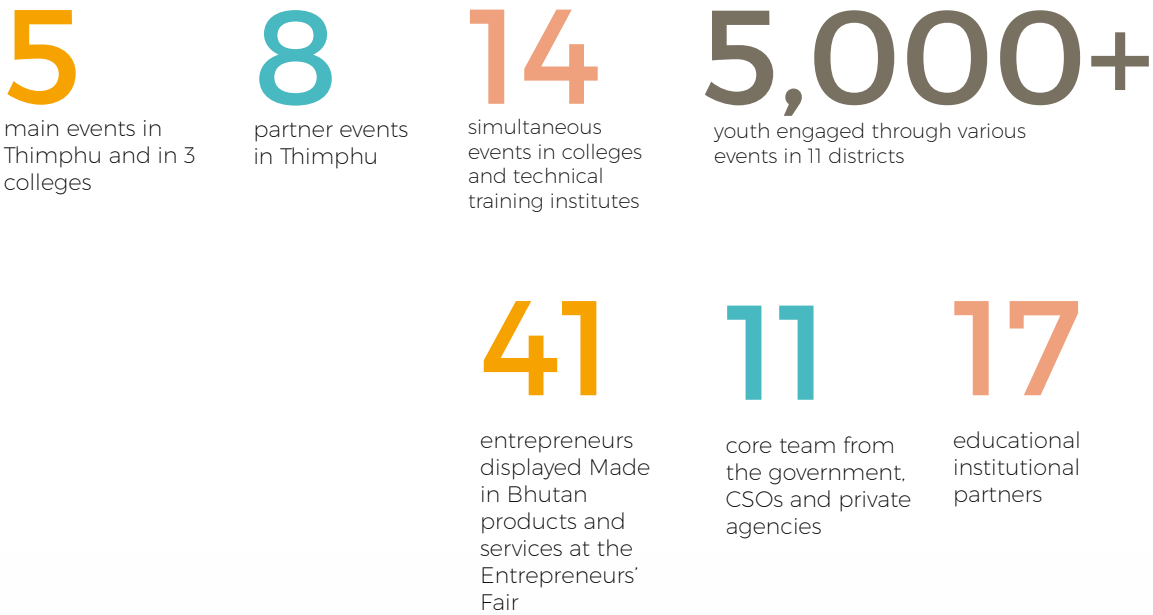 5
main events in
Thimphu and in 3
colleges
8
partner events
in Thimphu
14
simultaneous
events in colleges
and technical
training institutes
5,000+
youth engaged through various
events in 11 districts
41
entrepreneurs
displayed Made
in Bhutan
products and
services at the
Entrepreneurs’
Fair
11
core team from
the government,
CSOs and private
agencies
17
educational
institutional
partners